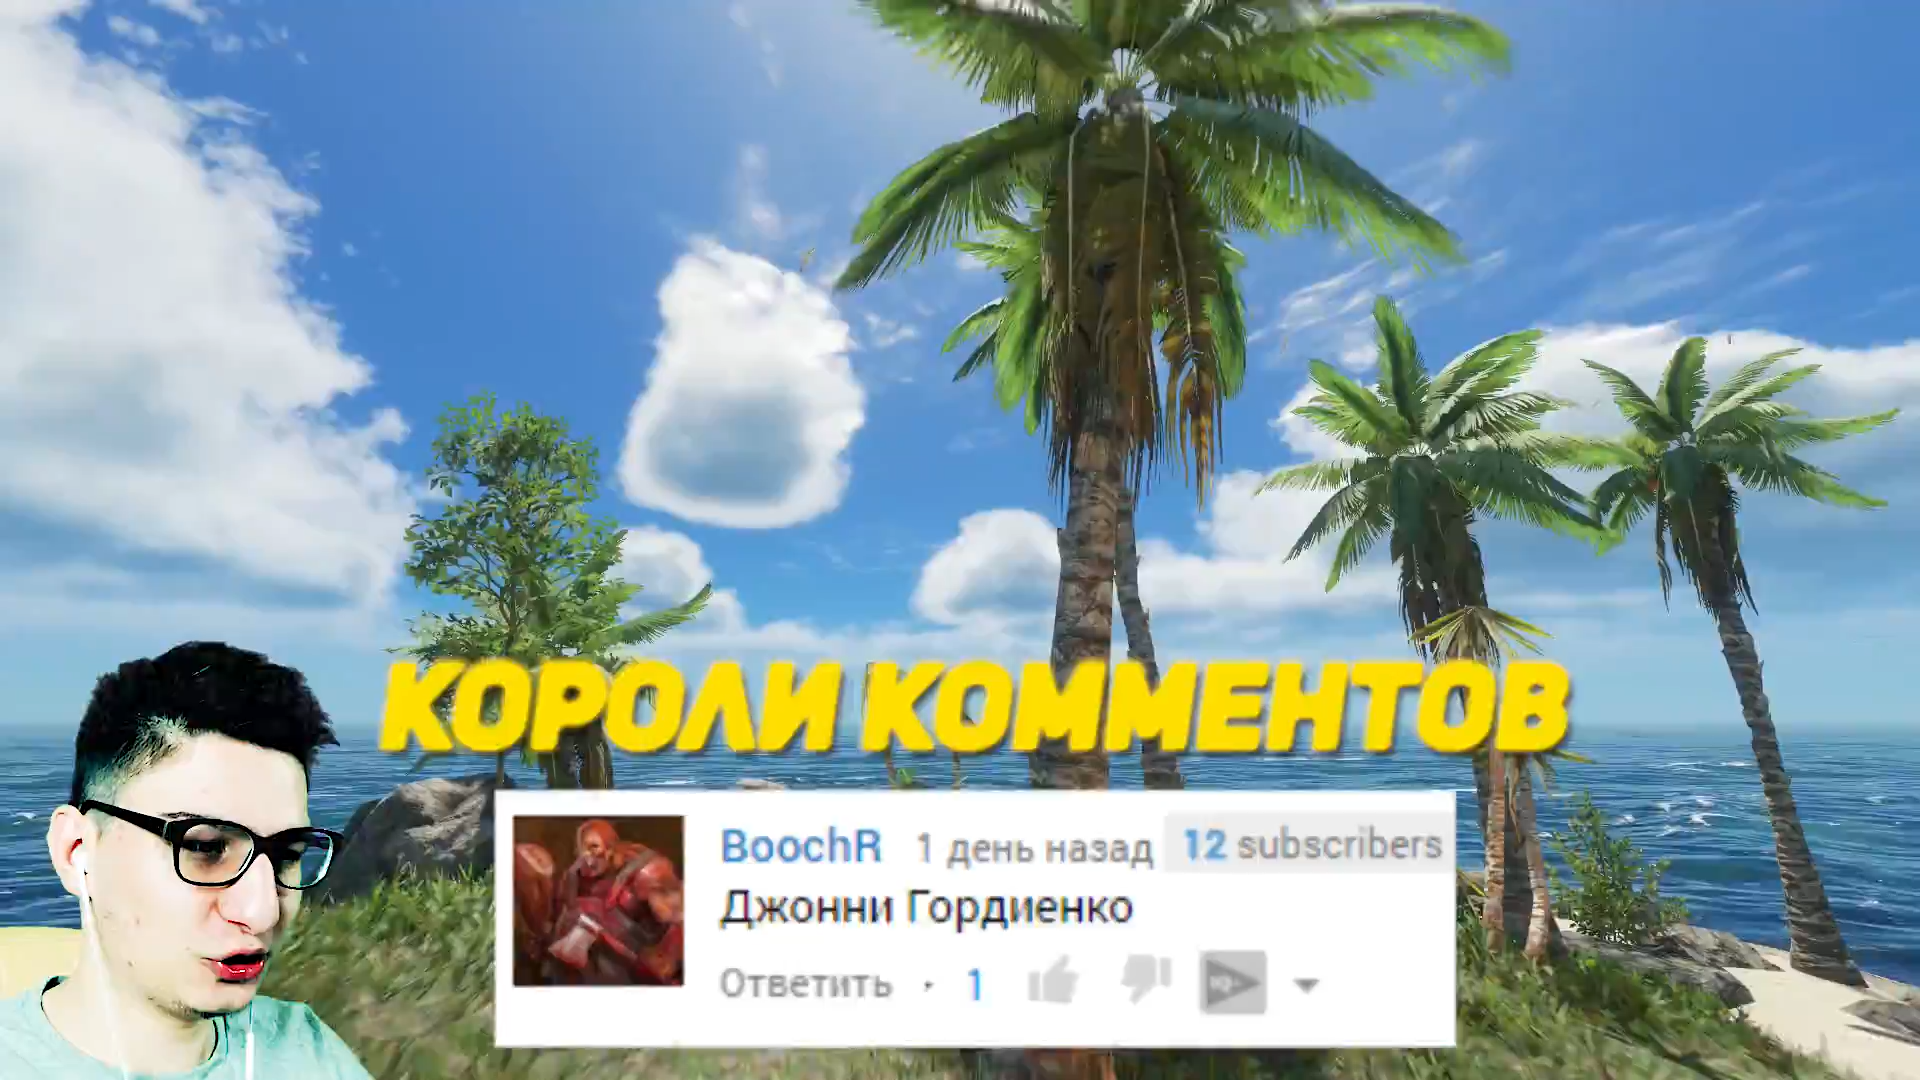 КОРОЛИ КОММЕНТОВ
BoochR 1 день назад 12 subscribers
Джонни Гордиенко
Ответить · 1